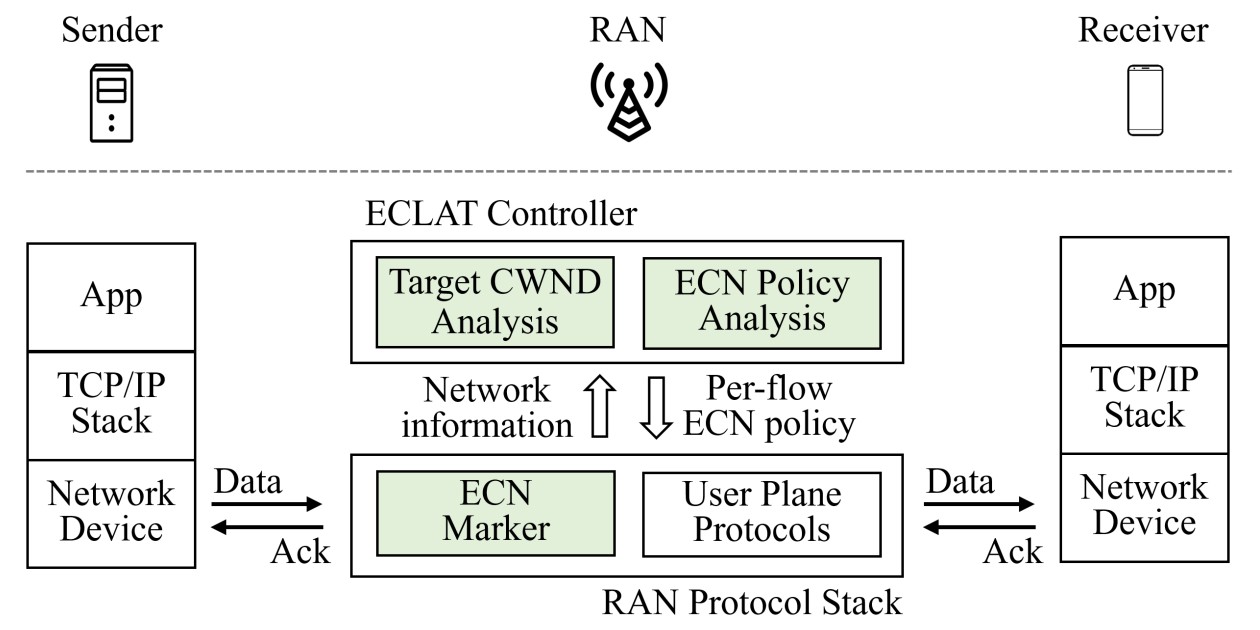 Sender
RAN
Receiver
ECLAT Controller
App
TCP/IP
Stack
Network
Device
Target CWND
Analysis
ECN Policy
Analysis
Network
information
Per-flow
ECN policy
Data
Ack
ECN
Marker
User Plane
Protocols
RAN Protocol Stack
Data
Ack
App
TCP/IP
Stack
Network
Device